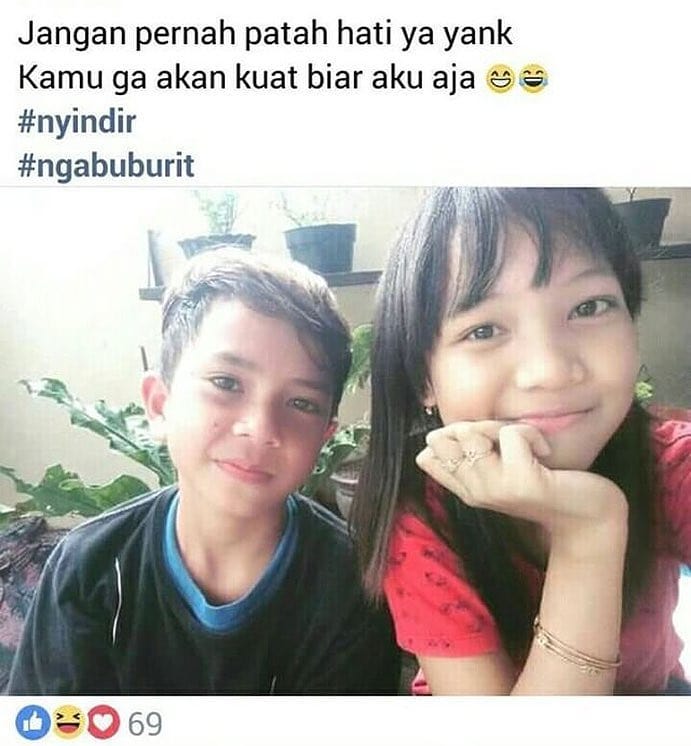 Jangan pernah patah hati ya yank
Kamu ga akan kuat biar aku aja 😁😂
#nyindir
#ngabuburit
69